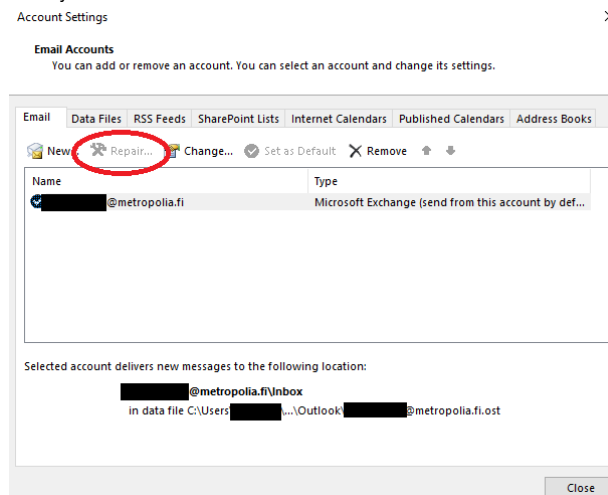 Account Settings
Email Accounts
You can add or remove an account. You can select an account and change its settings.
Email Data Files RSS Feeds SharePoint Lists Internet Calendars Published Calendars Address Books
New... Repair... Change... Set as Default Remove
Name Type
@metropolia.fi Microsoft Exchange (send from this account by def...
Selected account delivers new messages to the following location:
@metropolia.fi\Inbox
in data file C:\Users\ \...\Outlook\ @metropolia.fi.ost
Close